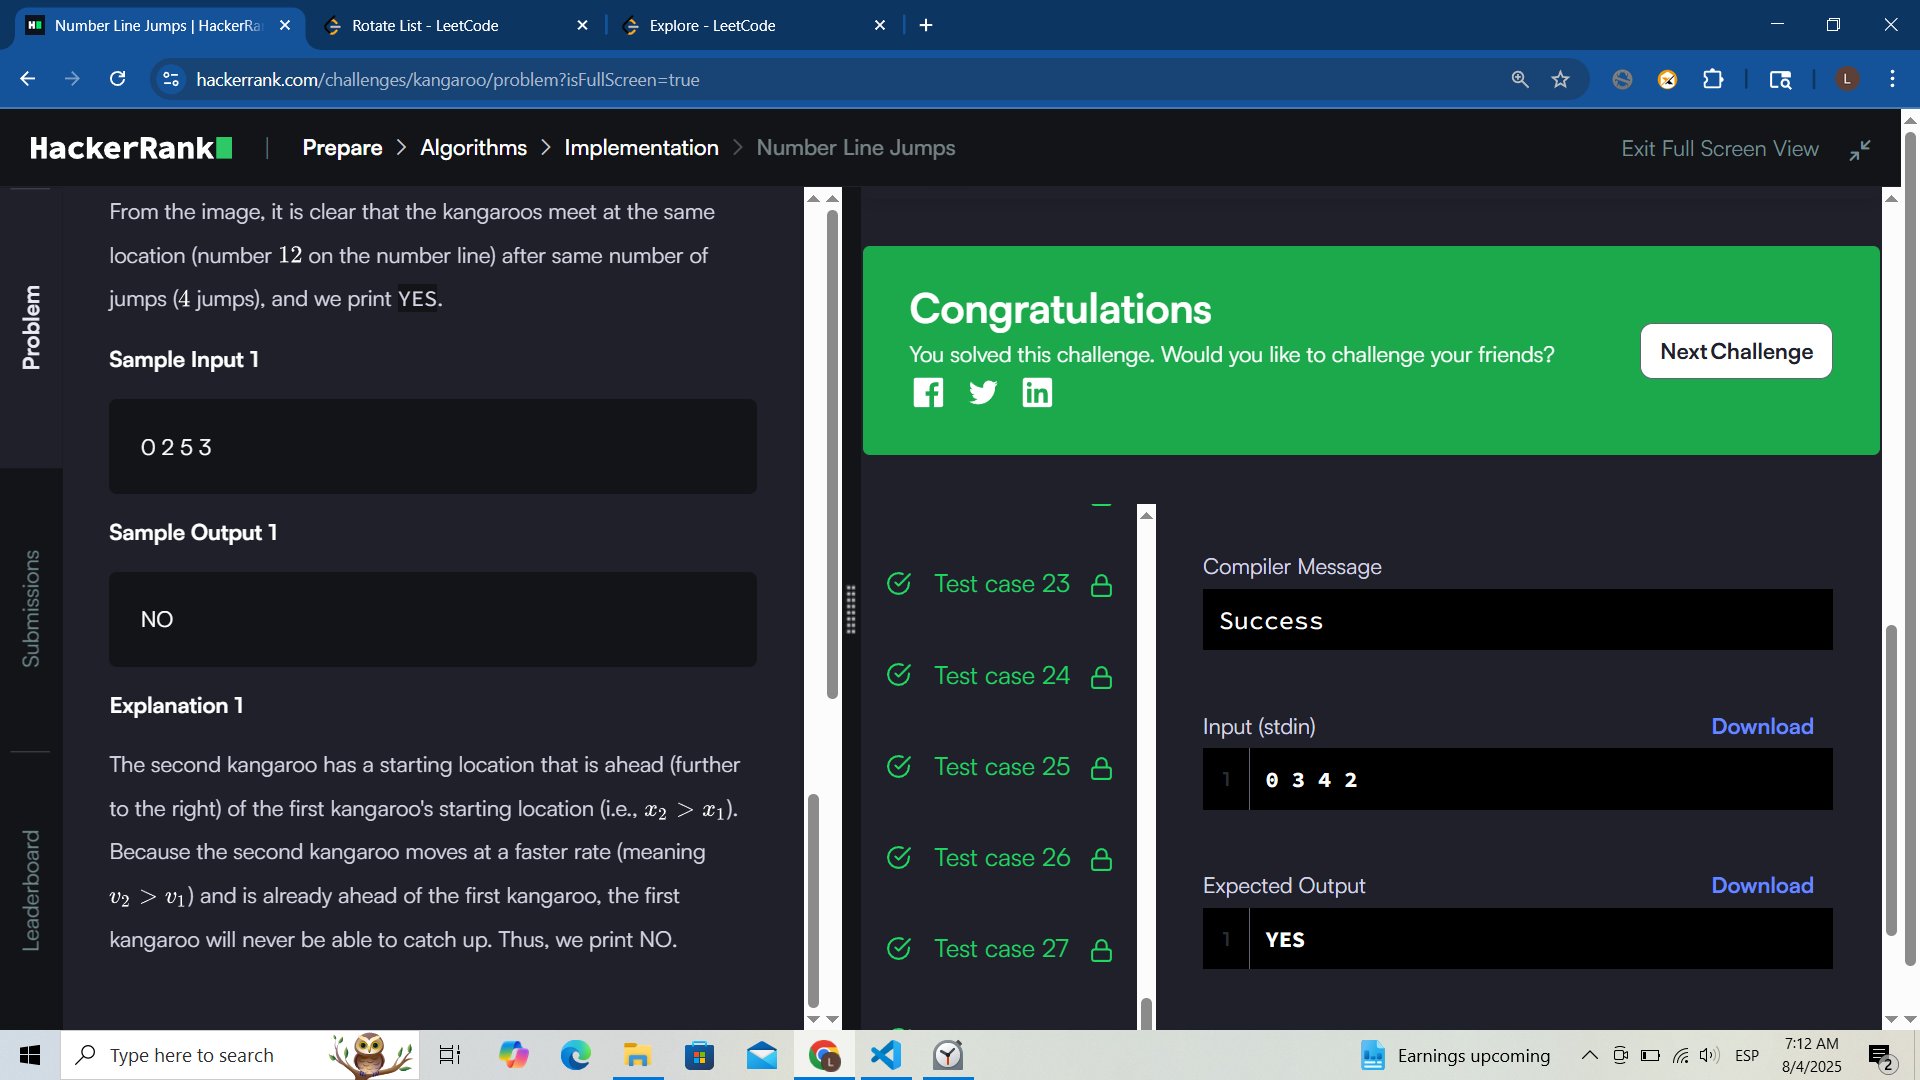 Number Line Jumps | HackerRa
Rotate List - LeetCode
Explore - LeetCode
hackerrank.com/challenges/kangaroo/problem?isFullScreen=true
L
HackerRank
Prepare > Algorithms > Implementation > Number Line Jumps
Exit Full Screen View
Problem
Submissions
Leaderboard
From the image, it is clear that the kangaroos meet at the same
location (number 12 on the number line) after same number of
jumps (4 jumps), and we print YES.
Sample Input 1
0 2 5 3
Sample Output 1
NO
Explanation 1
The second kangaroo has a starting location that is ahead (further
to the right) of the first kangaroo's starting location (i.e., x₂ > x₁).
Because the second kangaroo moves at a faster rate (meaning
v₂ > v₁) and is already ahead of the first kangaroo, the first
kangaroo will never be able to catch up. Thus, we print NO.
Congratulations
You solved this challenge. Would you like to challenge your friends?
Next Challenge
Test case 23
Test case 24
Test case 25
Test case 26
Test case 27
Compiler Message
Success
Input (stdin)
Download
1
0 3 4 2
Expected Output
Download
1
YES
Type here to search
L
Earnings upcoming
ESP
7:12 AM
8/4/2025
2